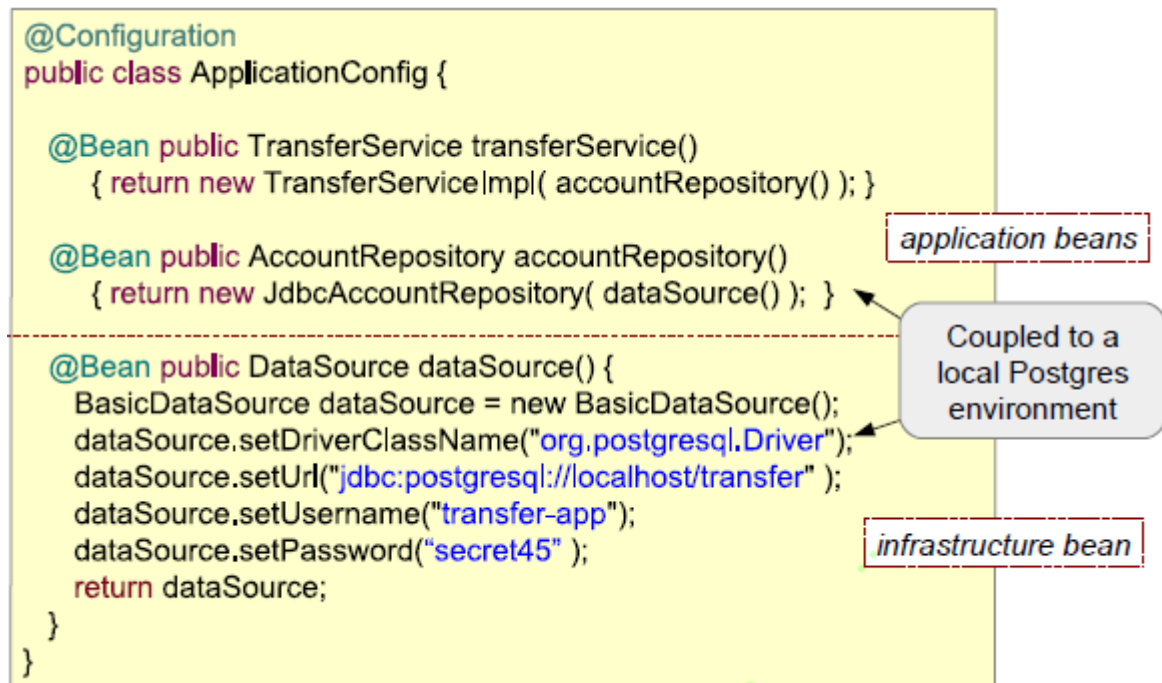 @Configuration
public class ApplicationConfig {
@Bean public TransferService transferService()
{ return new TransferServiceImpl( accountRepository() ); }
application beans
@Bean public AccountRepository accountRepository()
{ return new JdbcAccountRepository( dataSource() ); }
Coupled to a
local Postgres
environment
@Bean public DataSource dataSource() {
BasicDataSource dataSource = new BasicDataSource();
dataSource.setDriverClassName("org.postgresql.Driver");
dataSource.setUrl("jdbc:postgresql://localhost/transfer" );
dataSource.setUsername("transfer-app");
dataSource.setPassword(“secret45” );
infrastructure bean
return dataSource;
}
}